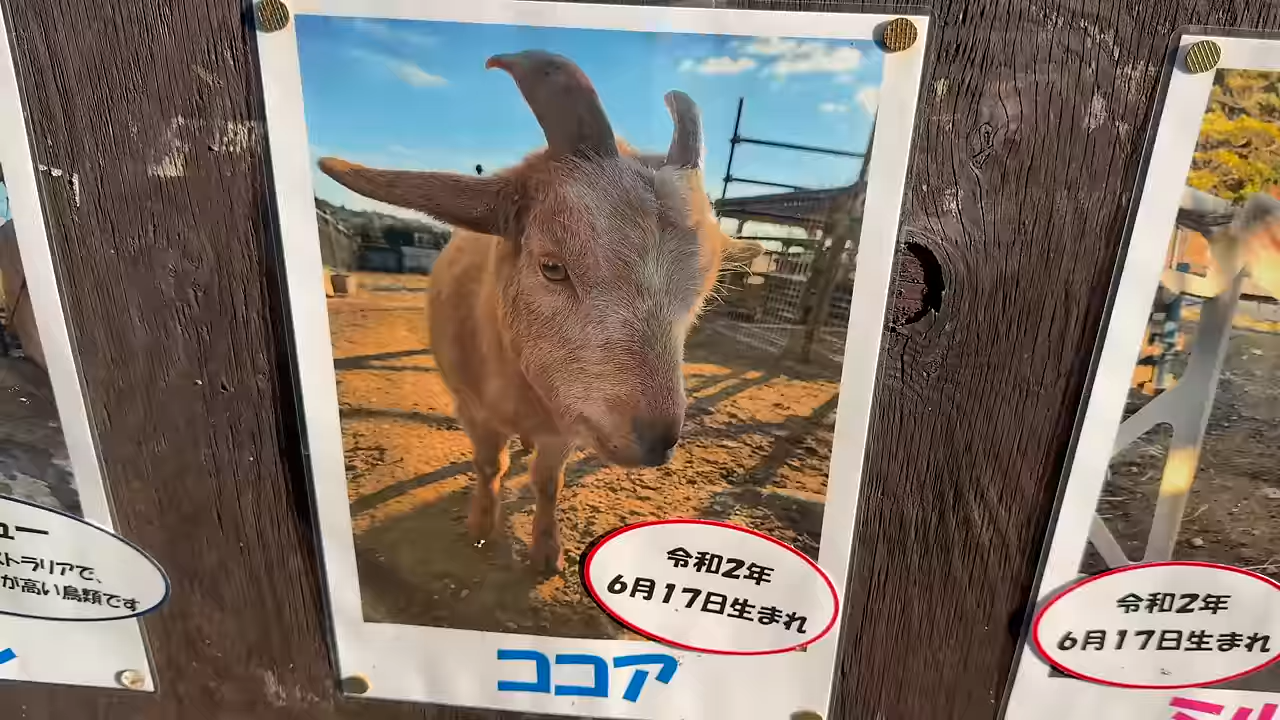 ュー
ストラリアで、
が高い鳥類です
令和2年
6月17日生まれ
ココア
令和2年
6月17日生まれ